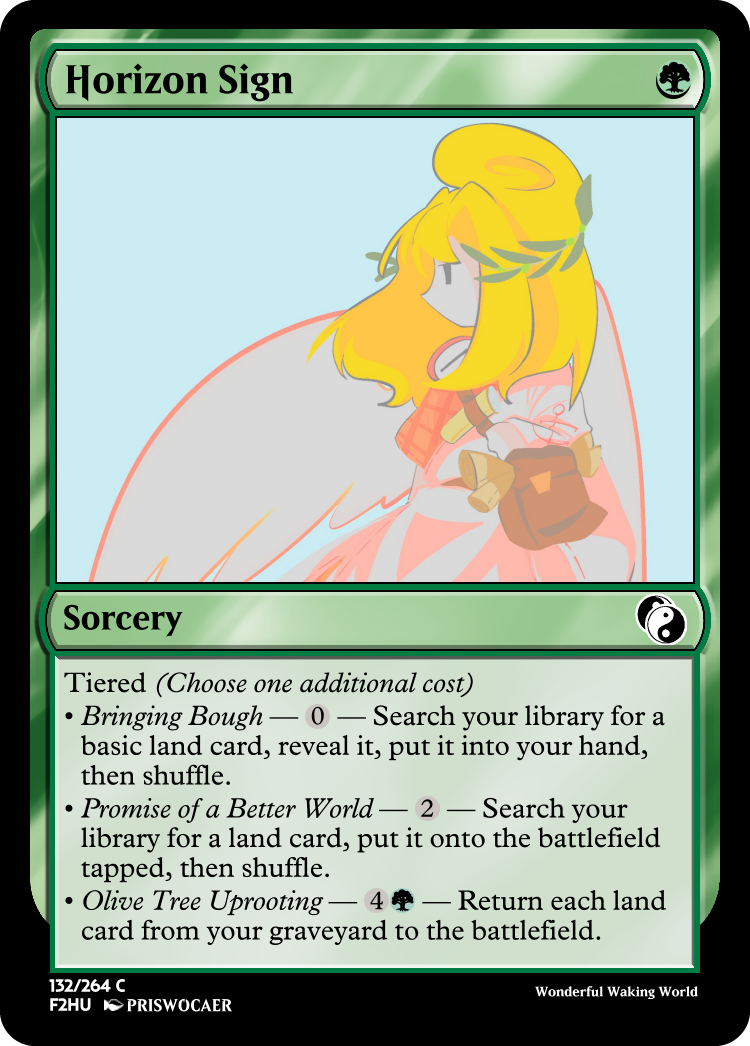 Horizon Sign
Sorcery
Tiered (Choose one additional cost)
• Bringing Bough — 0 — Search your library for a
basic land card, reveal it, put it into your hand,
then shuffle.
• Promise of a Better World — 2 — Search your
library for a land card, put it onto the battlefield
tapped, then shuffle.
• Olive Tree Uprooting — 4 — Return each land
card from your graveyard to the battlefield.
132/264 C
F2HU PRISWOCAER
Wonderful Waking World